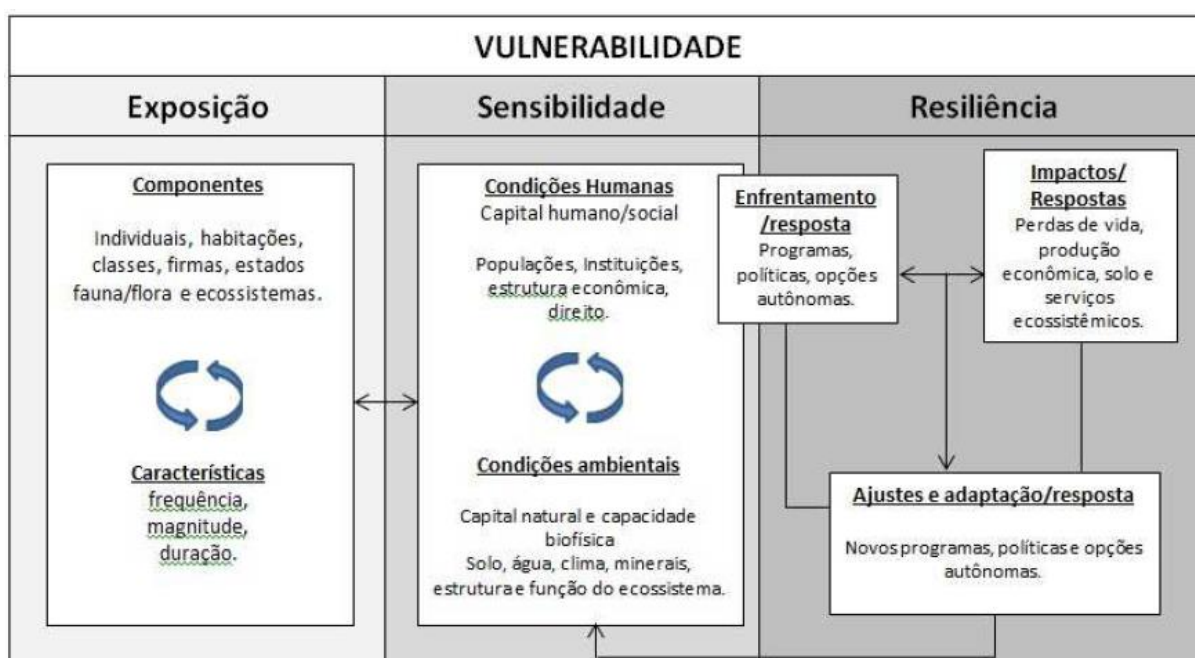 VULNERABILIDADE
Exposição
Sensibilidade
Resiliência
Componentes
Individuais, habitações,
classes, firmas, estados
fauna/flora e ecossistemas.
Características
frequência,
magnitude,
duração.
Condições Humanas
Capital humano/social
Populações, Instituições,
estrutura econômica,
direito.
Condições ambientais
Capital natural e capacidade
biofísica
Solo, água, clima, minerais,
estrutura e função do ecossistema.
Enfrentamento
/resposta
Programas,
políticas, opções
autônomas.
Impactos/
Respostas
Perdas de vida,
produção
econômica, solo e
serviços
ecossistêmicos.
Ajustes e adaptação/resposta
Novos programas, políticas e opções
autônomas.